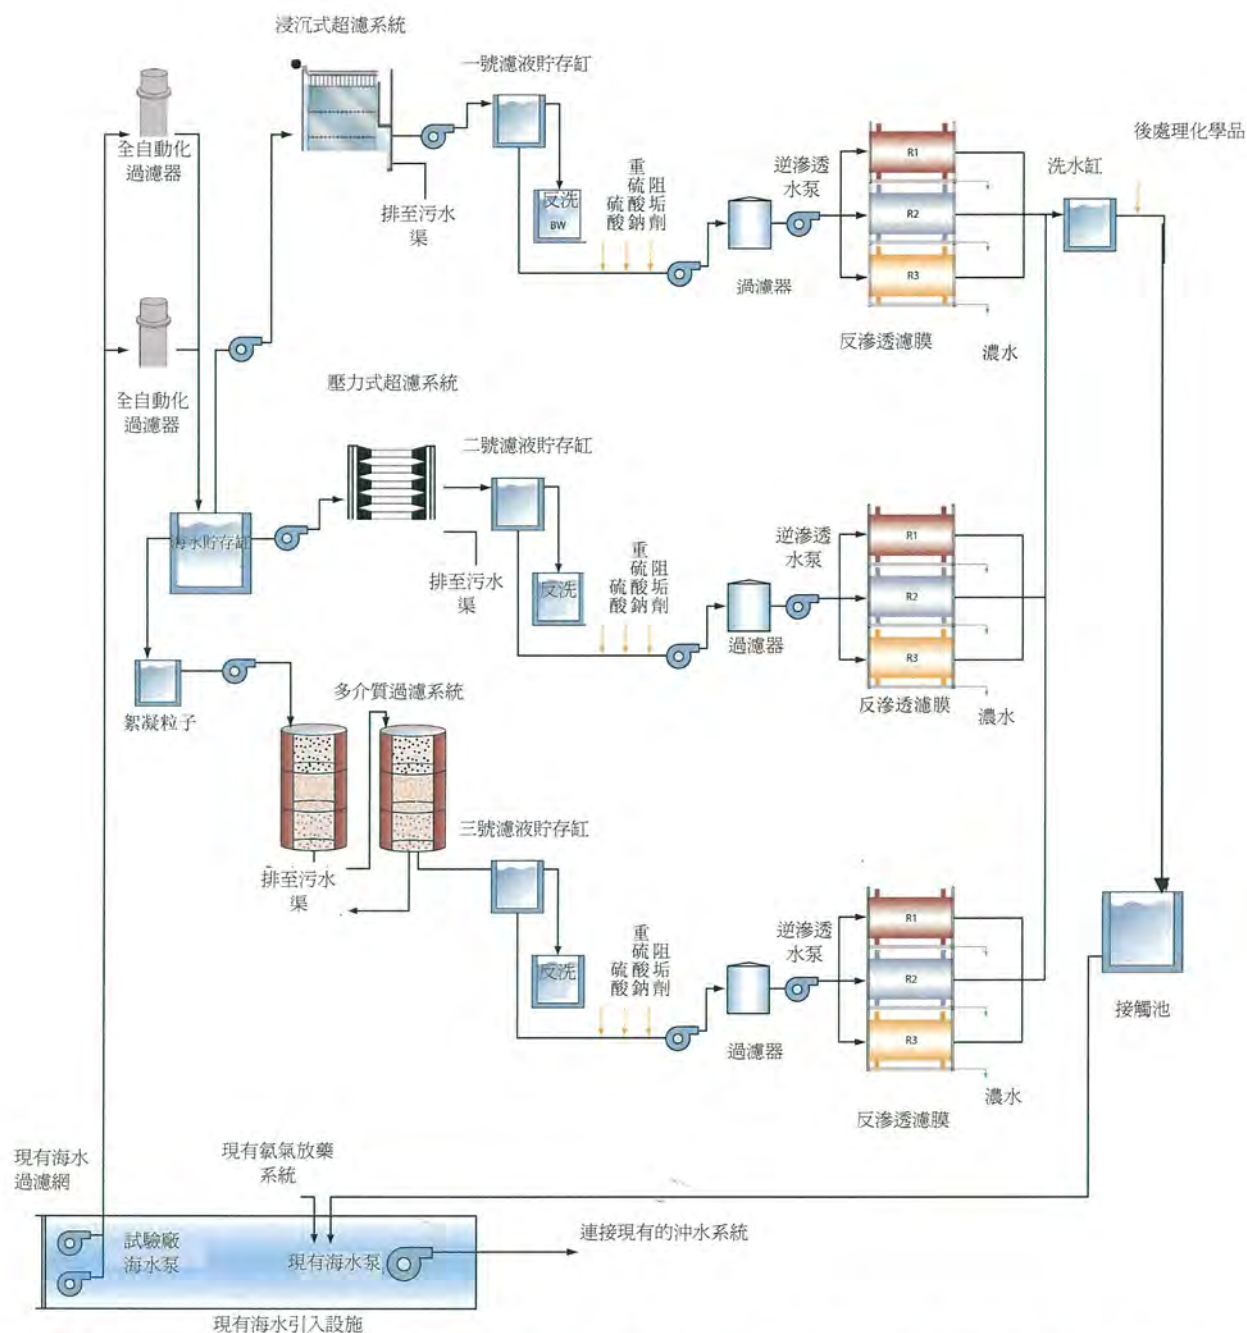 浸沉式超濾系統
一號濾液貯存缸
全自動化
過濾器
排至污水
渠
反洗
BW
硫酸
重硫酸鈉
阻垢劑
過濾器
逆滲透
水泵
R1
R2
R3
反滲透濾膜
濃水
洗水缸
後處理化學品
全自動化
過濾器
壓力式超濾系統
二號濾液貯存缸
海水貯存缸
排至污水
渠
反洗
硫酸
重硫酸鈉
阻垢劑
過濾器
逆滲透
水泵
R1
R2
R3
反滲透濾膜
濃水
絮凝粒子
多介質過濾系統
三號濾液貯存缸
排至污水
渠
反洗
硫酸
重硫酸鈉
阻垢劑
過濾器
逆滲透
水泵
R1
R2
R3
反滲透濾膜
濃水
接觸池
現有海水
過濾網
現有氯氣放藥
系統
試驗廠
海水泵
現有海水泵
連接現有的沖水系統
現有海水引入設施